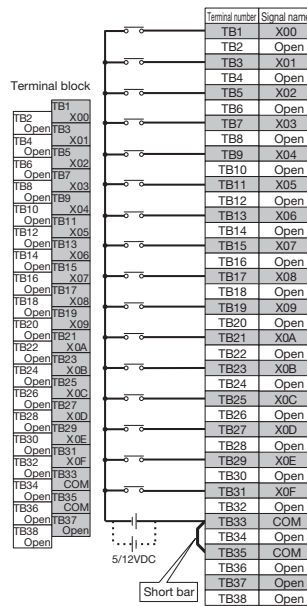 Terminal block
TB1
X00
TB2
Open
TB3
X01
TB4
Open
TB5
X02
TB6
Open
TB7
X03
TB8
Open
TB9
X04
TB10
Open
TB11
X05
TB12
Open
TB13
X06
TB14
Open
TB15
X07
TB16
Open
TB17
X08
TB18
Open
TB19
X09
TB20
Open
TB21
X0A
TB22
Open
TB23
X0B
TB24
Open
TB25
X0C
TB26
Open
TB27
X0D
TB28
Open
TB29
X0E
TB30
Open
TB31
X0F
TB32
Open
TB33
COM
TB34
Open
TB35
COM
TB36
Open
TB37
Open
TB38
Open
5/12VDC
Short bar
Terminal number Signal name
TB1 X00
TB2 Open
TB3 X01
TB4 Open
TB5 X02
TB6 Open
TB7 X03
TB8 Open
TB9 X04
TB10 Open
TB11 X05
TB12 Open
TB13 X06
TB14 Open
TB15 X07
TB16 Open
TB17 X08
TB18 Open
TB19 X09
TB20 Open
TB21 X0A
TB22 Open
TB23 X0B
TB24 Open
TB25 X0C
TB26 Open
TB27 X0D
TB28 Open
TB29 X0E
TB30 Open
TB31 X0F
TB32 Open
TB33 COM
TB34 Open
TB35 COM
TB36 Open
TB37 Open
TB38 Open